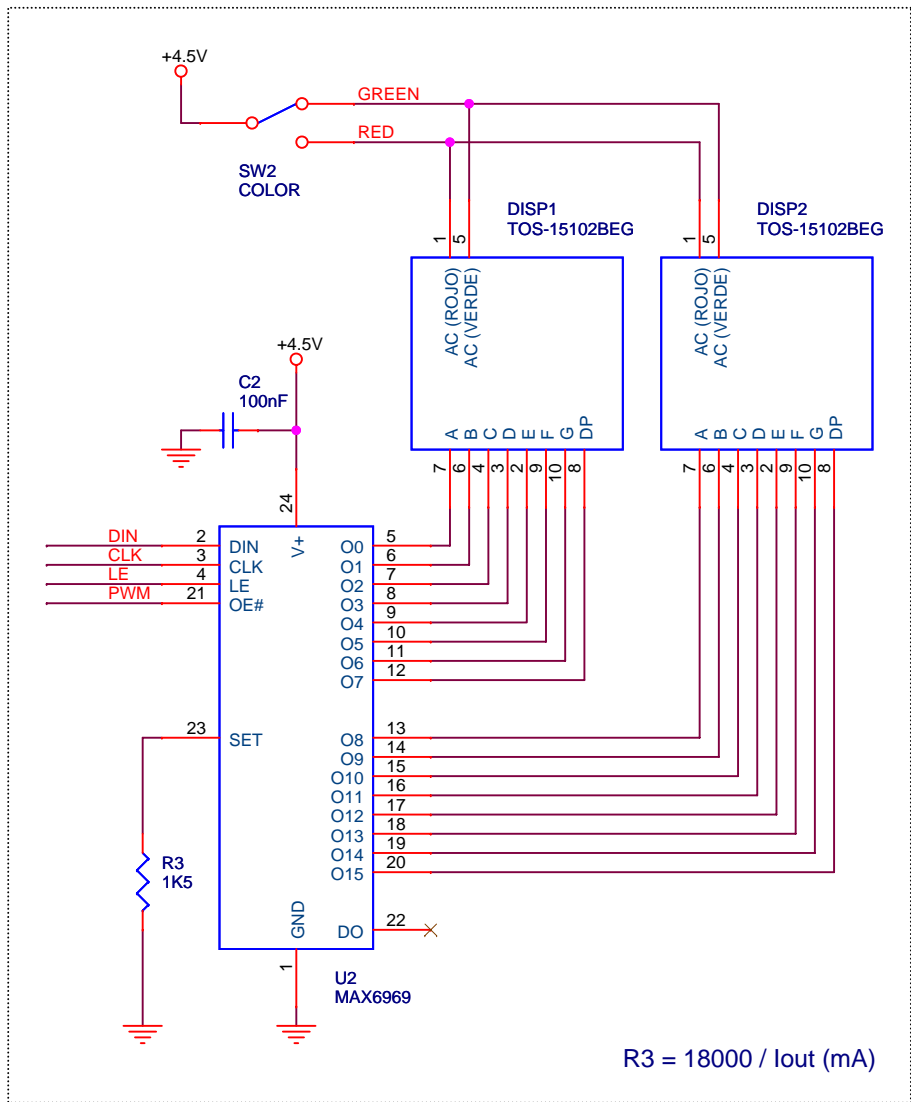 +4.5V
GREEN
RED
SW2
COLOR
DISP1
TOS-15102BEG
DISP2
TOS-15102BEG
1
5
1
5
AC (ROJO)
AC (VERDE)
AC (ROJO)
AC (VERDE)
+4.5V
C2
100nF
A
B
C
D
E
F
G
DP
A
B
C
D
E
F
G
DP
7
6
4
3
2
9
10
8
7
6
4
3
2
9
10
8
24
V+
DIN 2 DIN
CLK 3 CLK
LE 4 LE
PWM 21 OE#
O0 5
O1 6
O2 7
O3 8
O4 9
O5 10
O6 11
O7 12
23 SET
O8 13
O9 14
O10 15
O11 16
O12 17
O13 18
O14 19
O15 20
R3
1K5
GND
DO 22
1
U2
MAX6969
R3 = 18000 / Iout (mA)